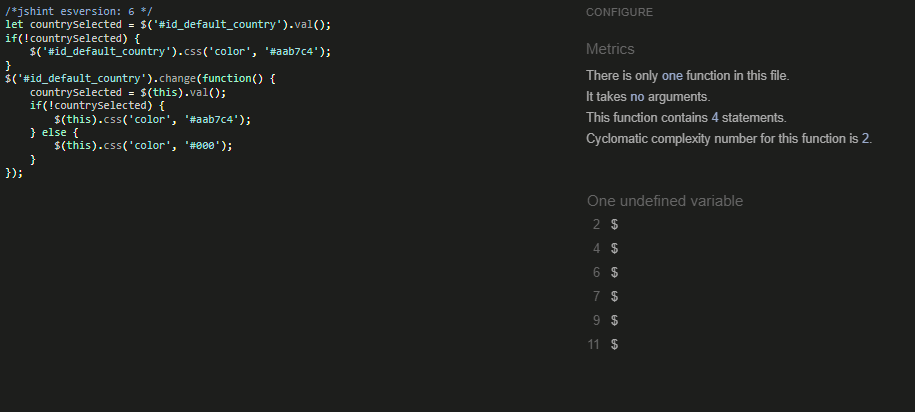 /*jshint esversion: 6 */
let countrySelected = $('#id_default_country').val();
if(!countrySelected) {
    $('#id_default_country').css('color', '#aab7c4');
}
$('#id_default_country').change(function() {
    countrySelected = $(this).val();
    if(!countrySelected) {
        $(this).css('color', '#aab7c4');
    } else {
        $(this).css('color', '#000');
    }
});
CONFIGURE
Metrics
There is only one function in this file.
It takes no arguments.
This function contains 4 statements.
Cyclomatic complexity number for this function is 2.
One undefined variable
2 $
4 $
6 $
7 $
9 $
11 $